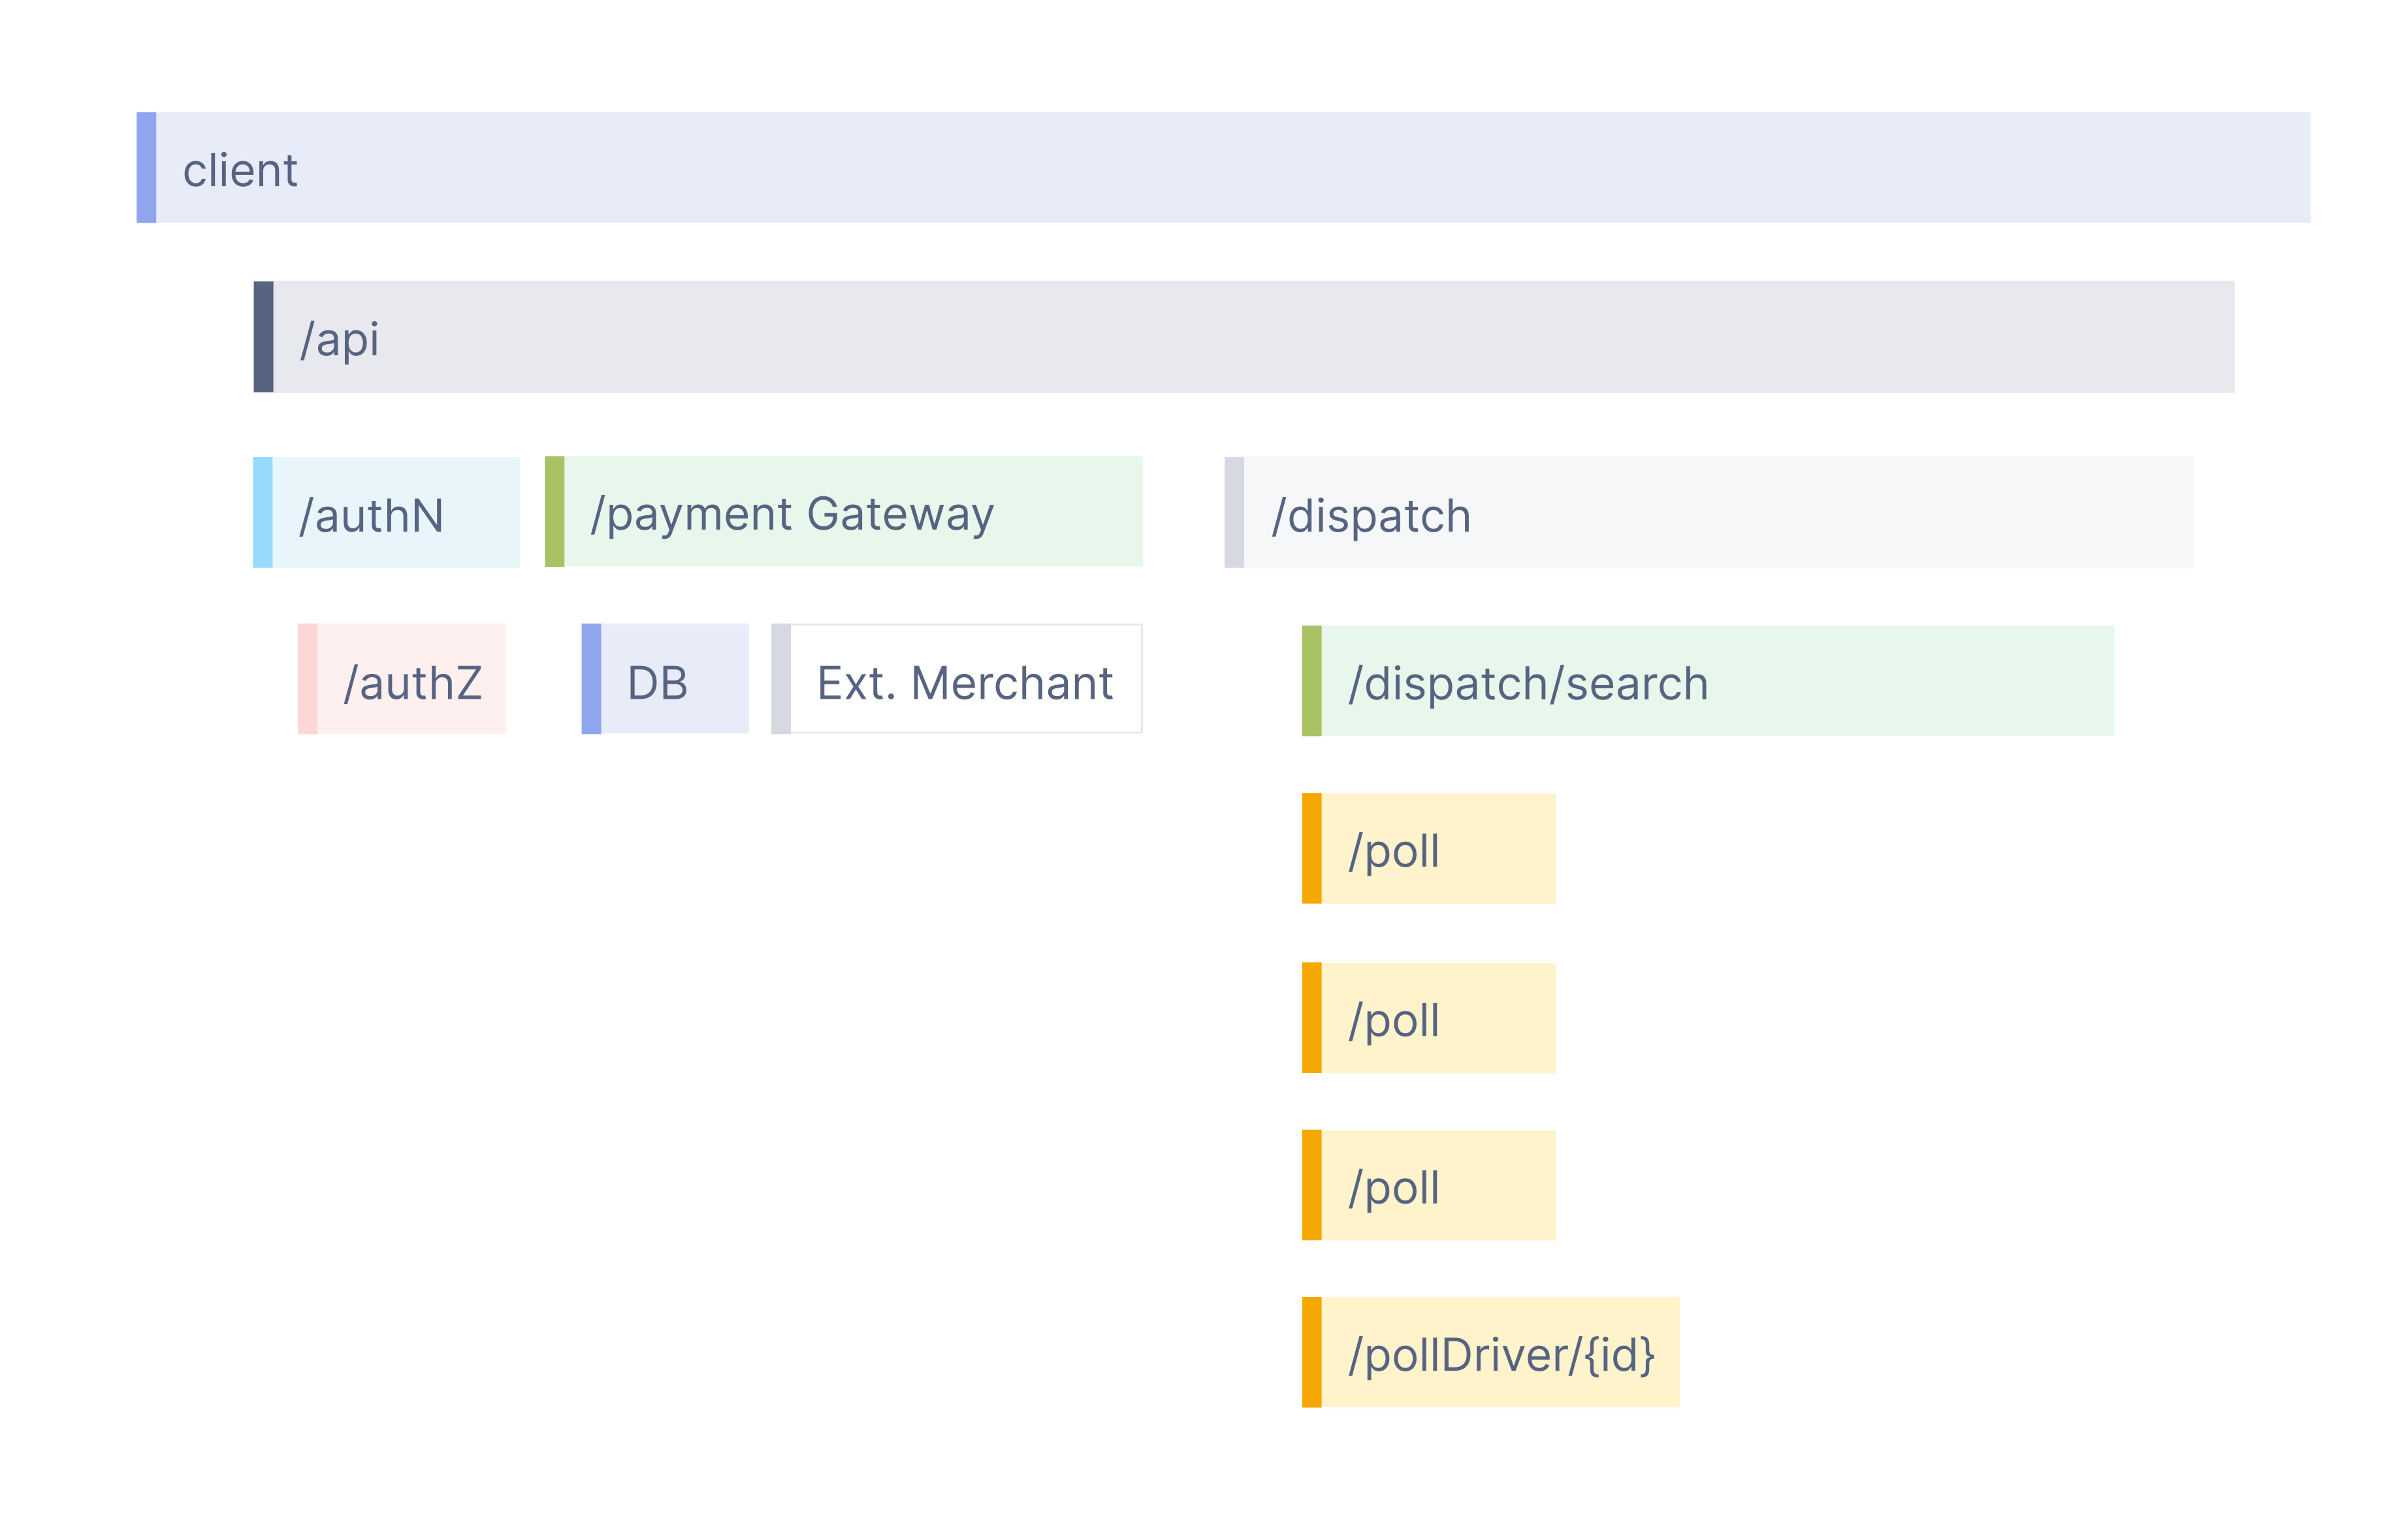 client
/api
/authN
/payment Gateway
/dispatch
/authZ
DB
Ext. Merchant
/dispatch/search
/poll
/poll
/poll
/pollDriver/{id}